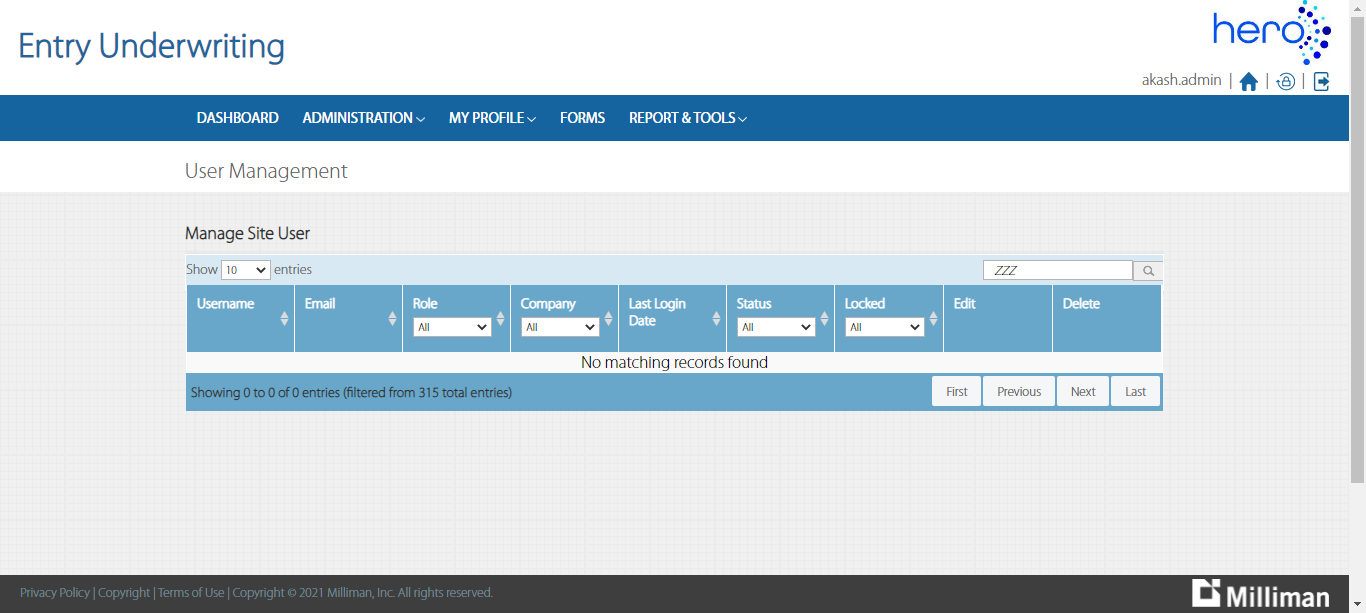 Entry Underwriting
hero
akash.admin | | |
DASHBOARD ADMINISTRATION MY PROFILE FORMS REPORT & TOOLS
User Management
Manage Site User
Show 10 entries ZZZ
Username Email Role Company Last Login Date Status Locked Edit Delete
All All All All
No matching records found
Showing 0 to 0 of 0 entries (filtered from 315 total entries) First Previous Next Last
Privacy Policy | Copyright | Terms of Use | Copyright © 2021 Milliman, Inc. All rights reserved.
Milliman